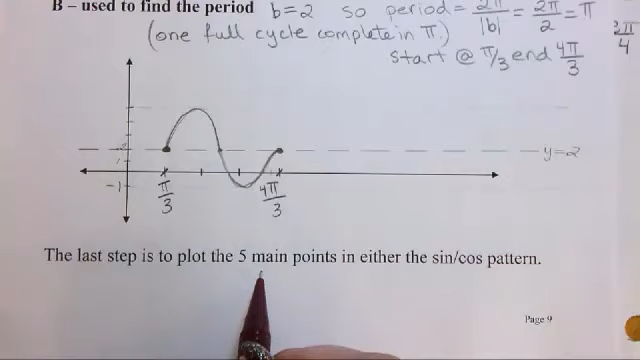 B – used to find the period b=2 so period = 2π/|b| = 2π/2 = π
(one full cycle complete in π.)
3π/4
start @ π/3 end 4π/3
y=2
-1
π/3
4π/3
The last step is to plot the 5 main points in either the sin/cos pattern.
Page 9